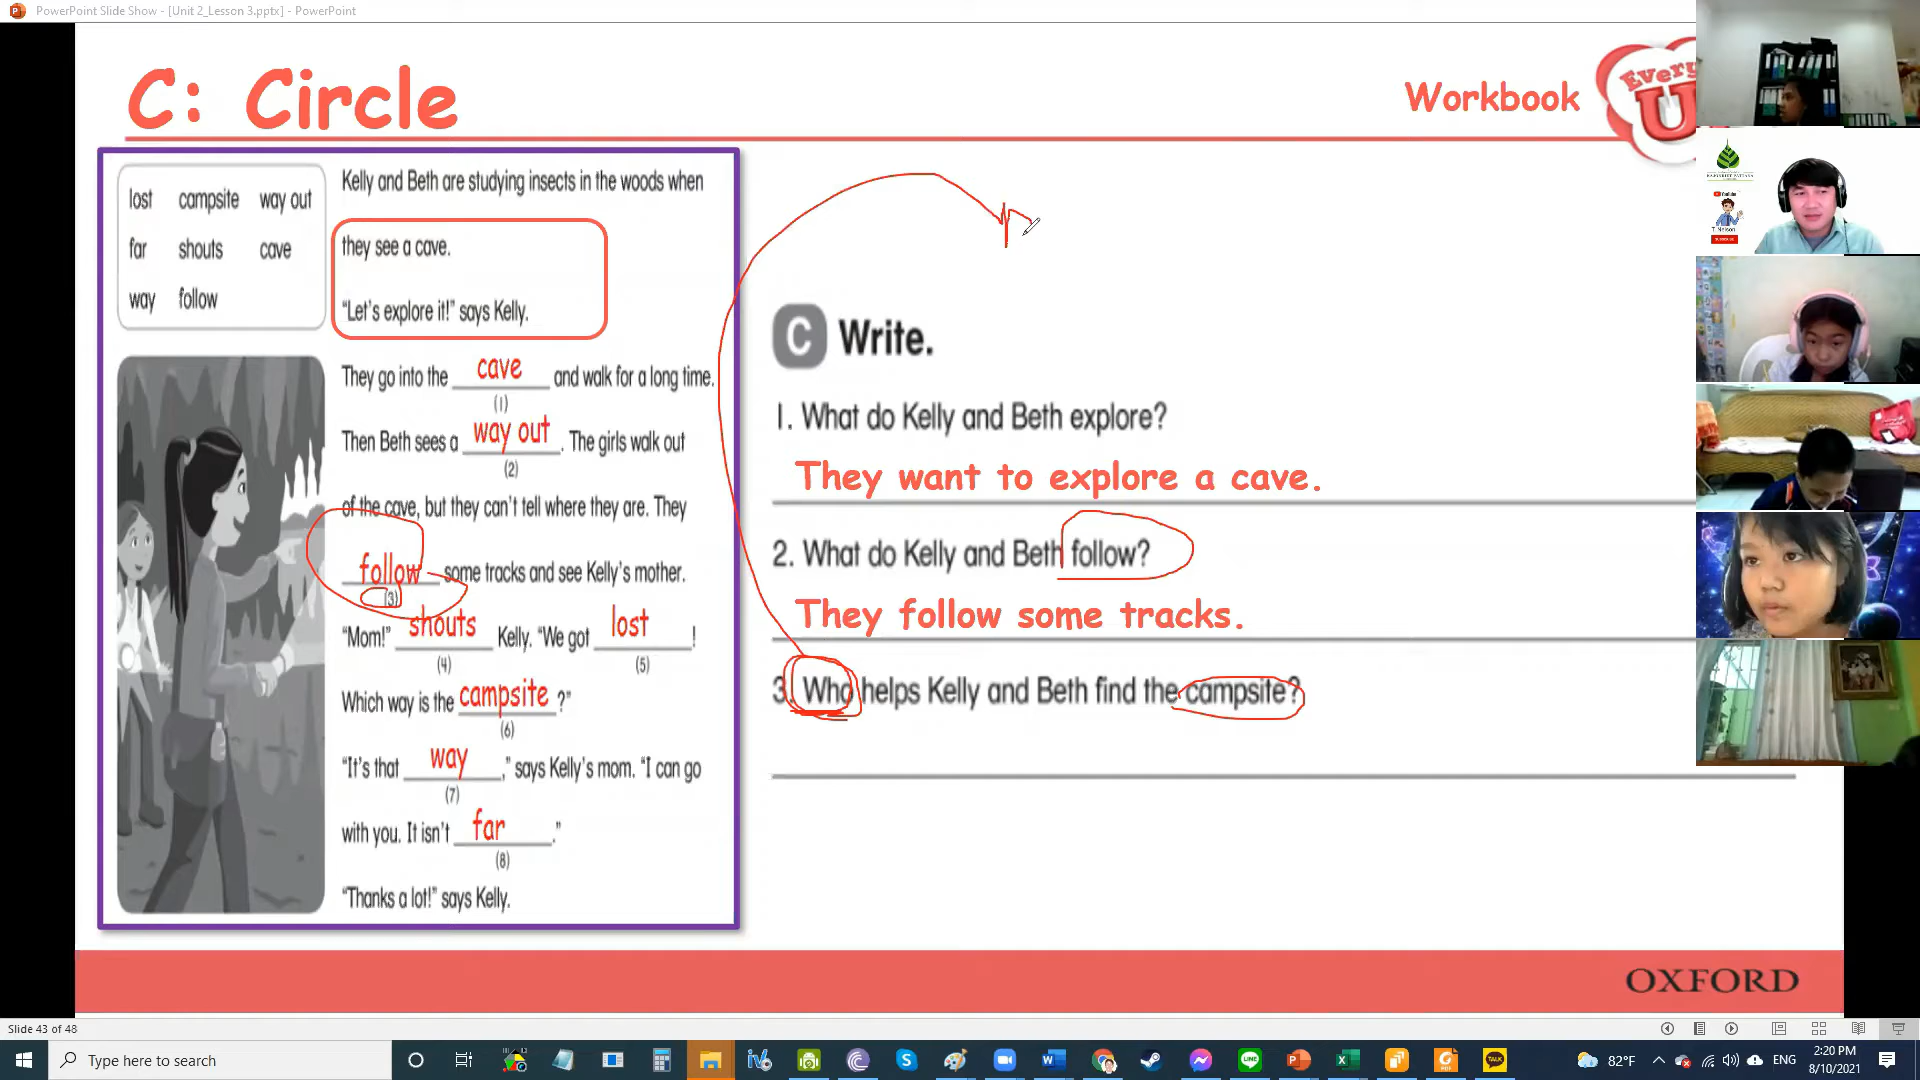 PowerPoint Slide Show - [Unit 2_Lesson 3.pptx] - PowerPoint
C: Circle
Workbook
Every
U
lost campsite way out
far shouts cave
way follow
Kelly and Beth are studying insects in the woods when
they see a cave.
“Let’s explore it!” says Kelly.
They go into the cave and walk for a long time.
(1)
Then Beth sees a way out. The girls walk out
(2)
of the cave, but they can’t tell where they are. They
follow some tracks and see Kelly’s mother.
(3)
“Mom!” shouts Kelly. “We got lost!
(4) (5)
Which way is the campsite?”
(6)
“It’s that way,” says Kelly’s mom. “I can go
(7)
with you. It isn’t far.”
(8)
“Thanks a lot!” says Kelly.
C Write.
1. What do Kelly and Beth explore?
They want to explore a cave.
2. What do Kelly and Beth follow?
They follow some tracks.
3. Who helps Kelly and Beth find the campsite?
OXFORD
YouTube
T. Nelson
SUBSCRIBE
Slide 43 of 48
Type here to search
82°F
ENG
2:20 PM
8/10/2021